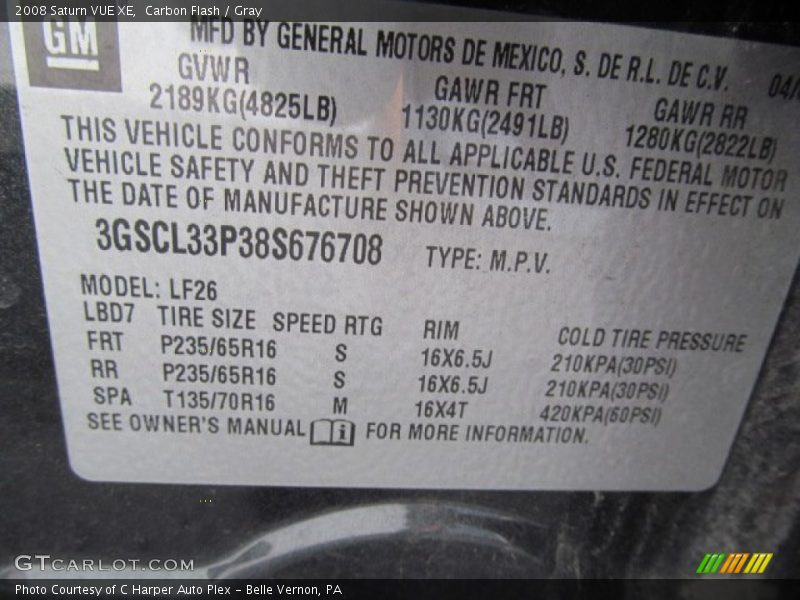 2008 Saturn VUE XE, Carbon Flash / Gray
GM
MFD BY GENERAL MOTORS DE MEXICO, S. DE R.L. DE C.V.
GVWR GAWR FRT GAWR RR
2189KG(4825LB) 1130KG(2491LB) 1280KG(2822LB)
THIS VEHICLE CONFORMS TO ALL APPLICABLE U.S. FEDERAL MOTOR
VEHICLE SAFETY AND THEFT PREVENTION STANDARDS IN EFFECT ON
THE DATE OF MANUFACTURE SHOWN ABOVE.
3GSCL33P38S676708 TYPE: M.P.V.
MODEL: LF26
LBD7 TIRE SIZE SPEED RTG RIM COLD TIRE PRESSURE
FRT P235/65R16 S 16X6.5J 210KPA(30PSI)
RR P235/65R16 S 16X6.5J 210KPA(30PSI)
SPA T135/70R16 M 16X4T 420KPA(60PSI)
SEE OWNER'S MANUAL i FOR MORE INFORMATION.
GTCARLOT.COM
Photo Courtesy of C Harper Auto Plex - Belle Vernon, PA